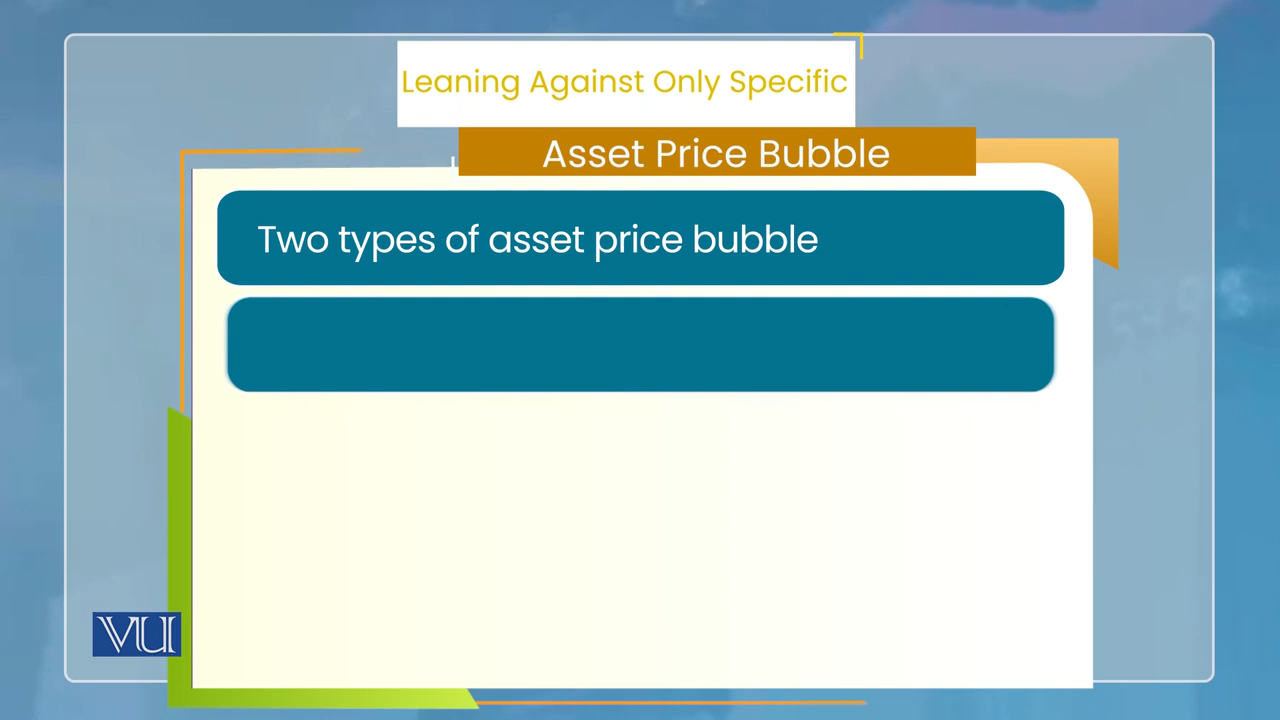 Leaning Against Only Specific
Asset Price Bubble
Two types of asset price bubble
VU